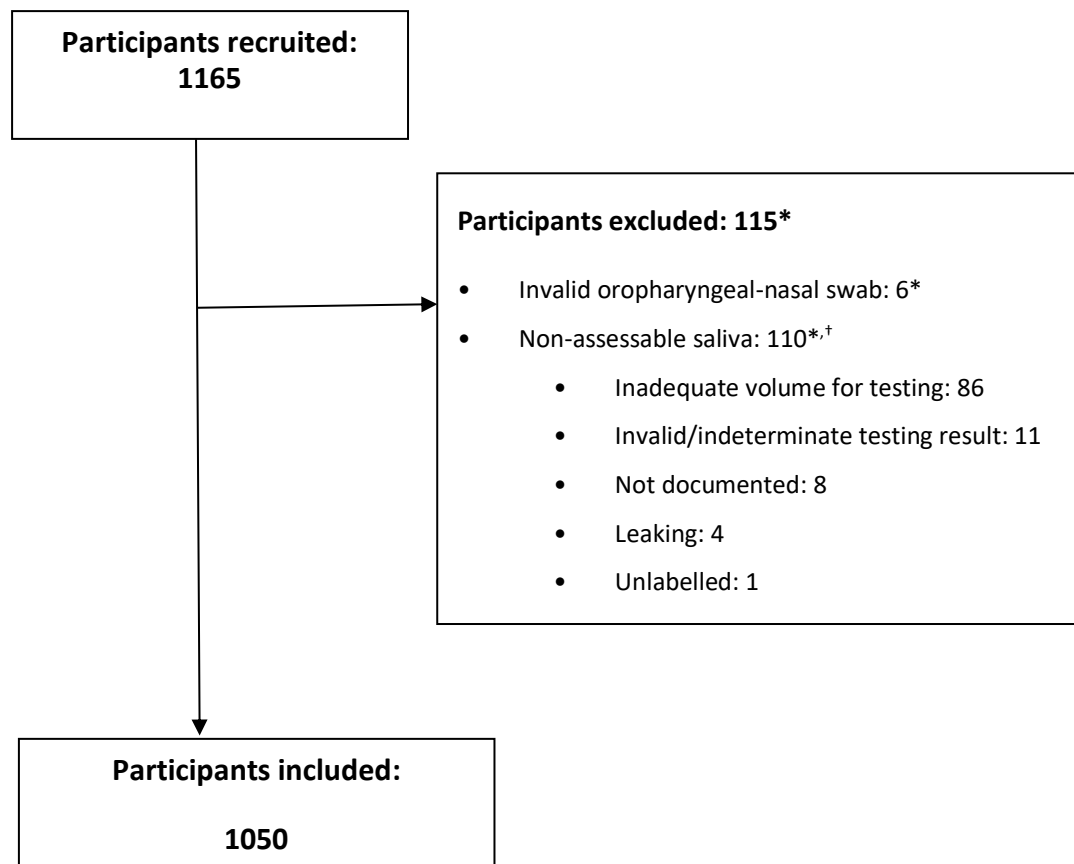 Participants recruited:
1165
Participants excluded: 115*
• Invalid oropharyngeal-nasal swab: 6*
• Non-assessable saliva: 110*,†
• Inadequate volume for testing: 86
• Invalid/indeterminate testing result: 11
• Not documented: 8
• Leaking: 4
• Unlabelled: 1
Participants included:
1050